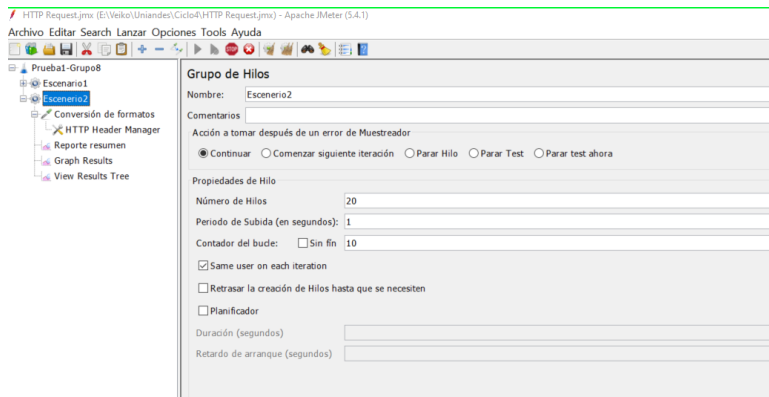 HTTP Request.jmx (E:\Veiko\Uniandes\Ciclo4\HTTP Request.jmx) - Apache JMeter (5.4.1)
Archivo Editar Search Lanzar Opciones Tools Ayuda
Prueba1-Grupo8
Escenario1
Escenerio2
Conversión de formatos
HTTP Header Manager
Reporte resumen
Graph Results
View Results Tree
Grupo de Hilos
Nombre: Escenerio2
Comentarios
Acción a tomar después de un error de Muestreador
Continuar Comenzar siguiente iteración Parar Hilo Parar Test Parar test ahora
Propiedades de Hilo
Número de Hilos 20
Periodo de Subida (en segundos): 1
Contador del bucle: Sin fín 10
Same user on each iteration
Retrasar la creación de Hilos hasta que se necesiten
Planificador
Duración (segundos)
Retardo de arranque (segundos)